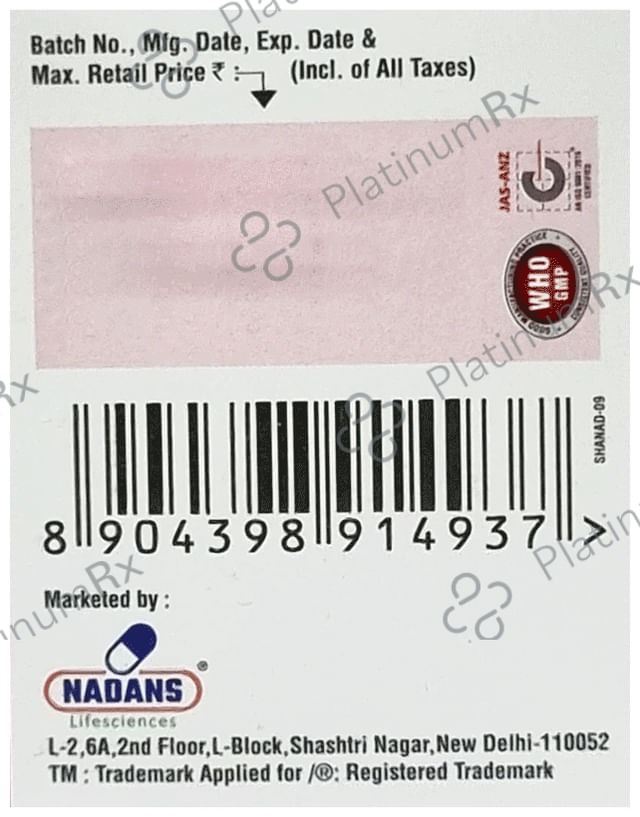 Batch No., Mfg. Date, Exp. Date &
Max. Retail Price ₹ : (Incl. of All Taxes)
PlatinumRx
JAS-ANZ
CERTIFIED
WHO
GMP
PlatinumRx
SHANAD-09
8 904398 914937 >
Marketed by :
NADANS®
Lifesciences
L-2,6A,2nd Floor,L-Block,Shashtri Nagar,New Delhi-110052
TM : Trademark Applied for /®: Registered Trademark